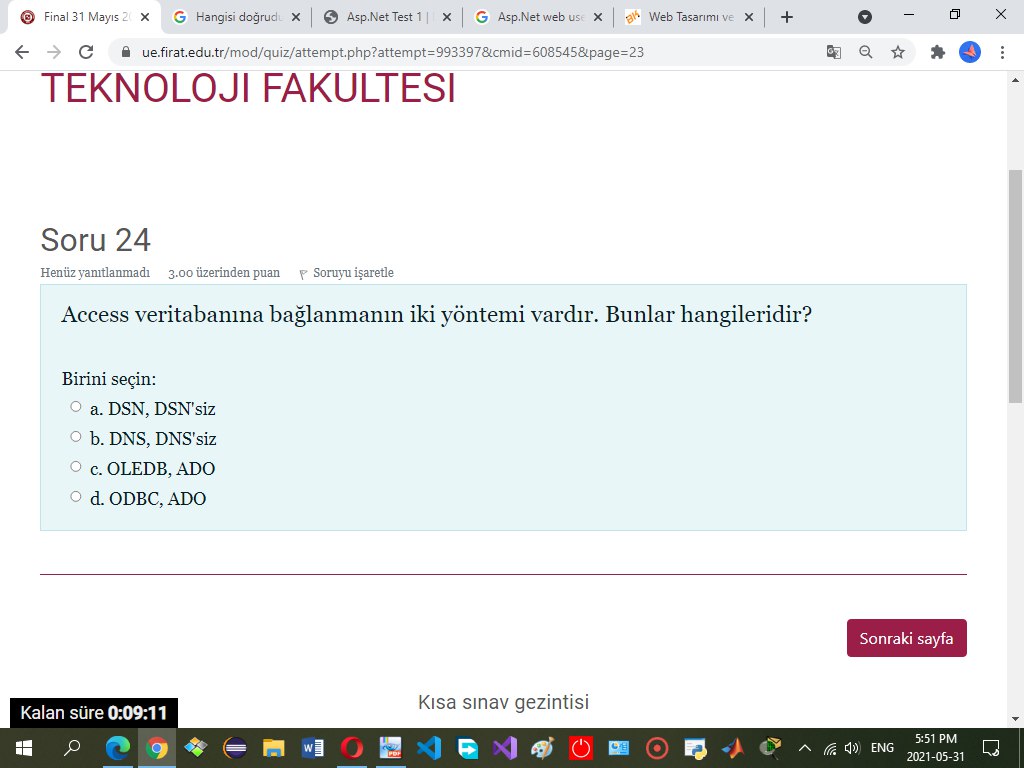 Final 31 Mayıs 2
Hangisi doğrudu
Asp.Net Test 1 |
Asp.Net web use
Web Tasarımı ve
ue.firat.edu.tr/mod/quiz/attempt.php?attempt=993397&cmid=608545&page=23
TEKNOLOJİ FAKÜLTESİ
Soru 24
Henüz yanıtlanmadı 3.00 üzerinden puan Soruyu işaretle
Access veritabanına bağlanmanın iki yöntemi vardır. Bunlar hangileridir?
Birini seçin:
a. DSN, DSN'siz
b. DNS, DNS'siz
c. OLEDB, ADO
d. ODBC, ADO
Sonraki sayfa
Kısa sınav gezintisi
Kalan süre 0:09:11
ENG
5:51 PM
2021-05-31